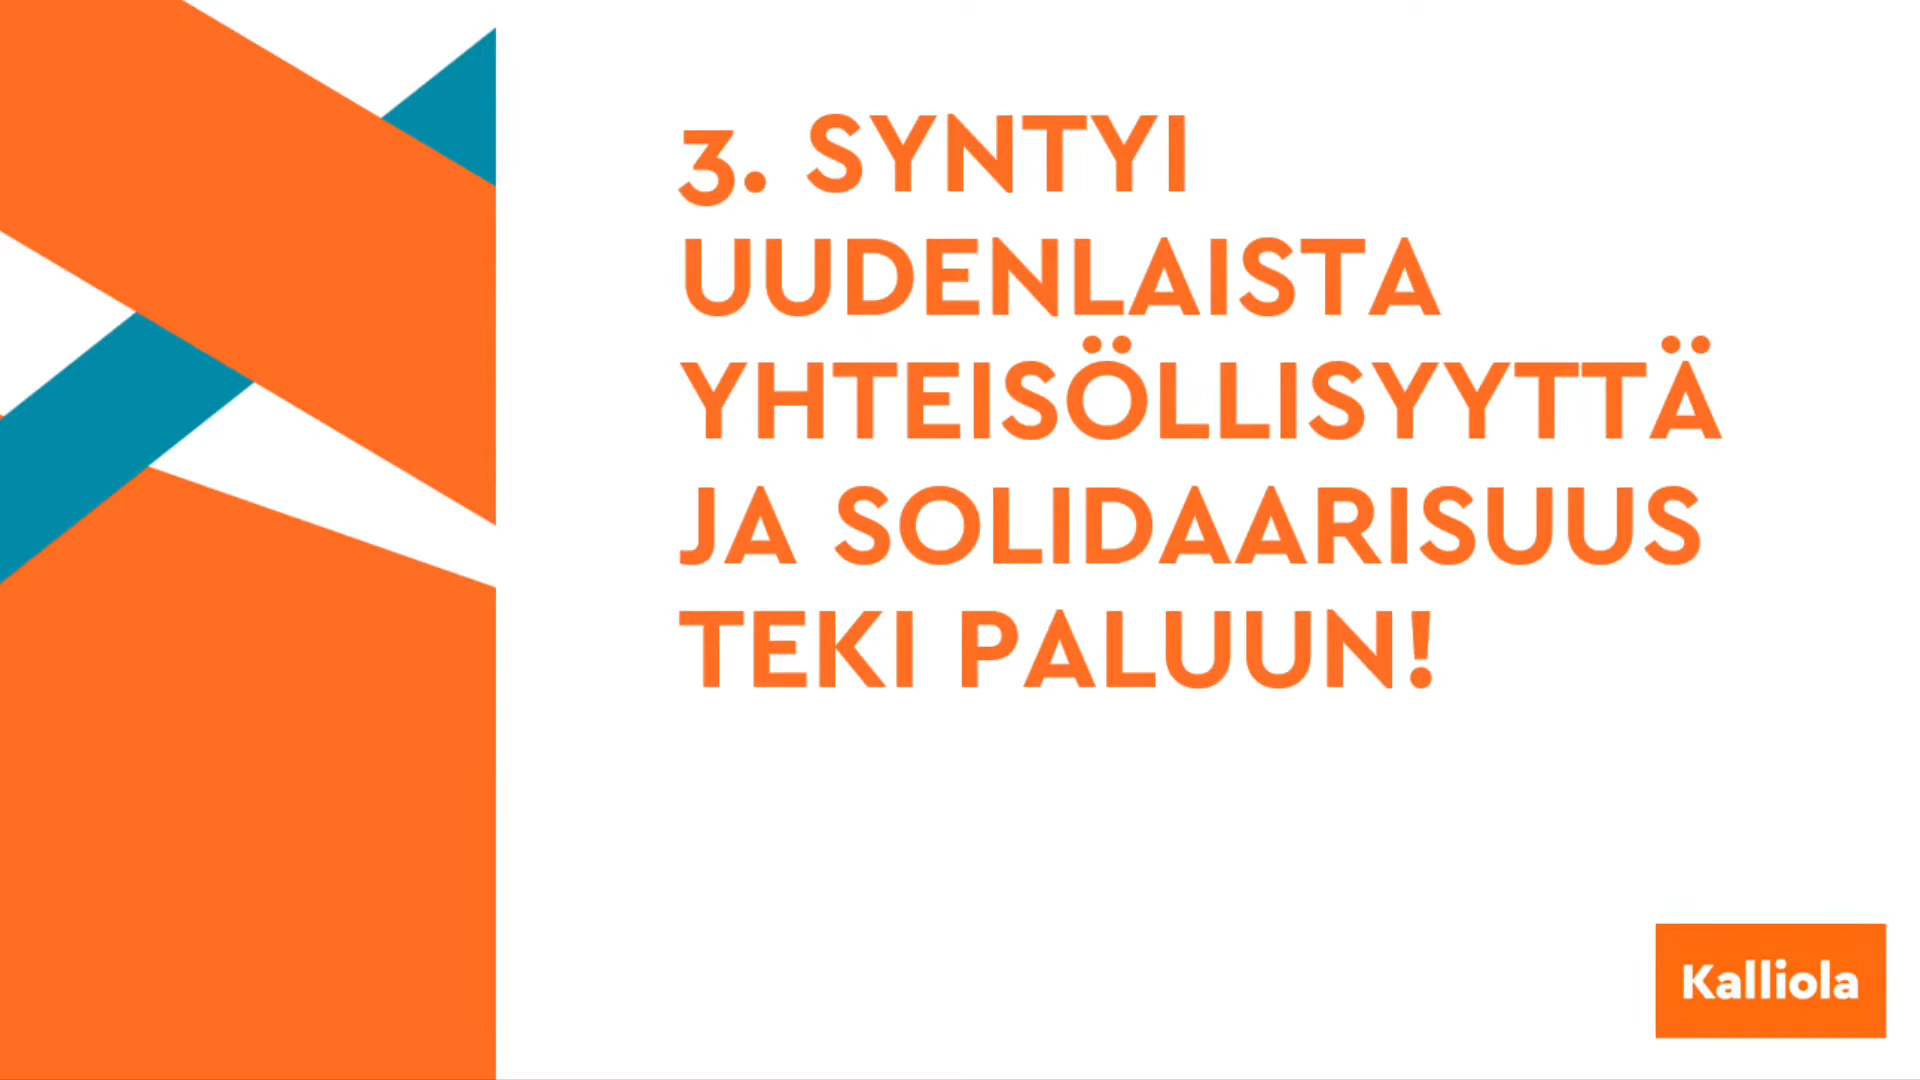 3. SYNTYI
UUDENLAISTA
YHTEISÖLLISYYTTÄ
JA SOLIDAARISUUS
TEKI PALUUN!
Kalliola